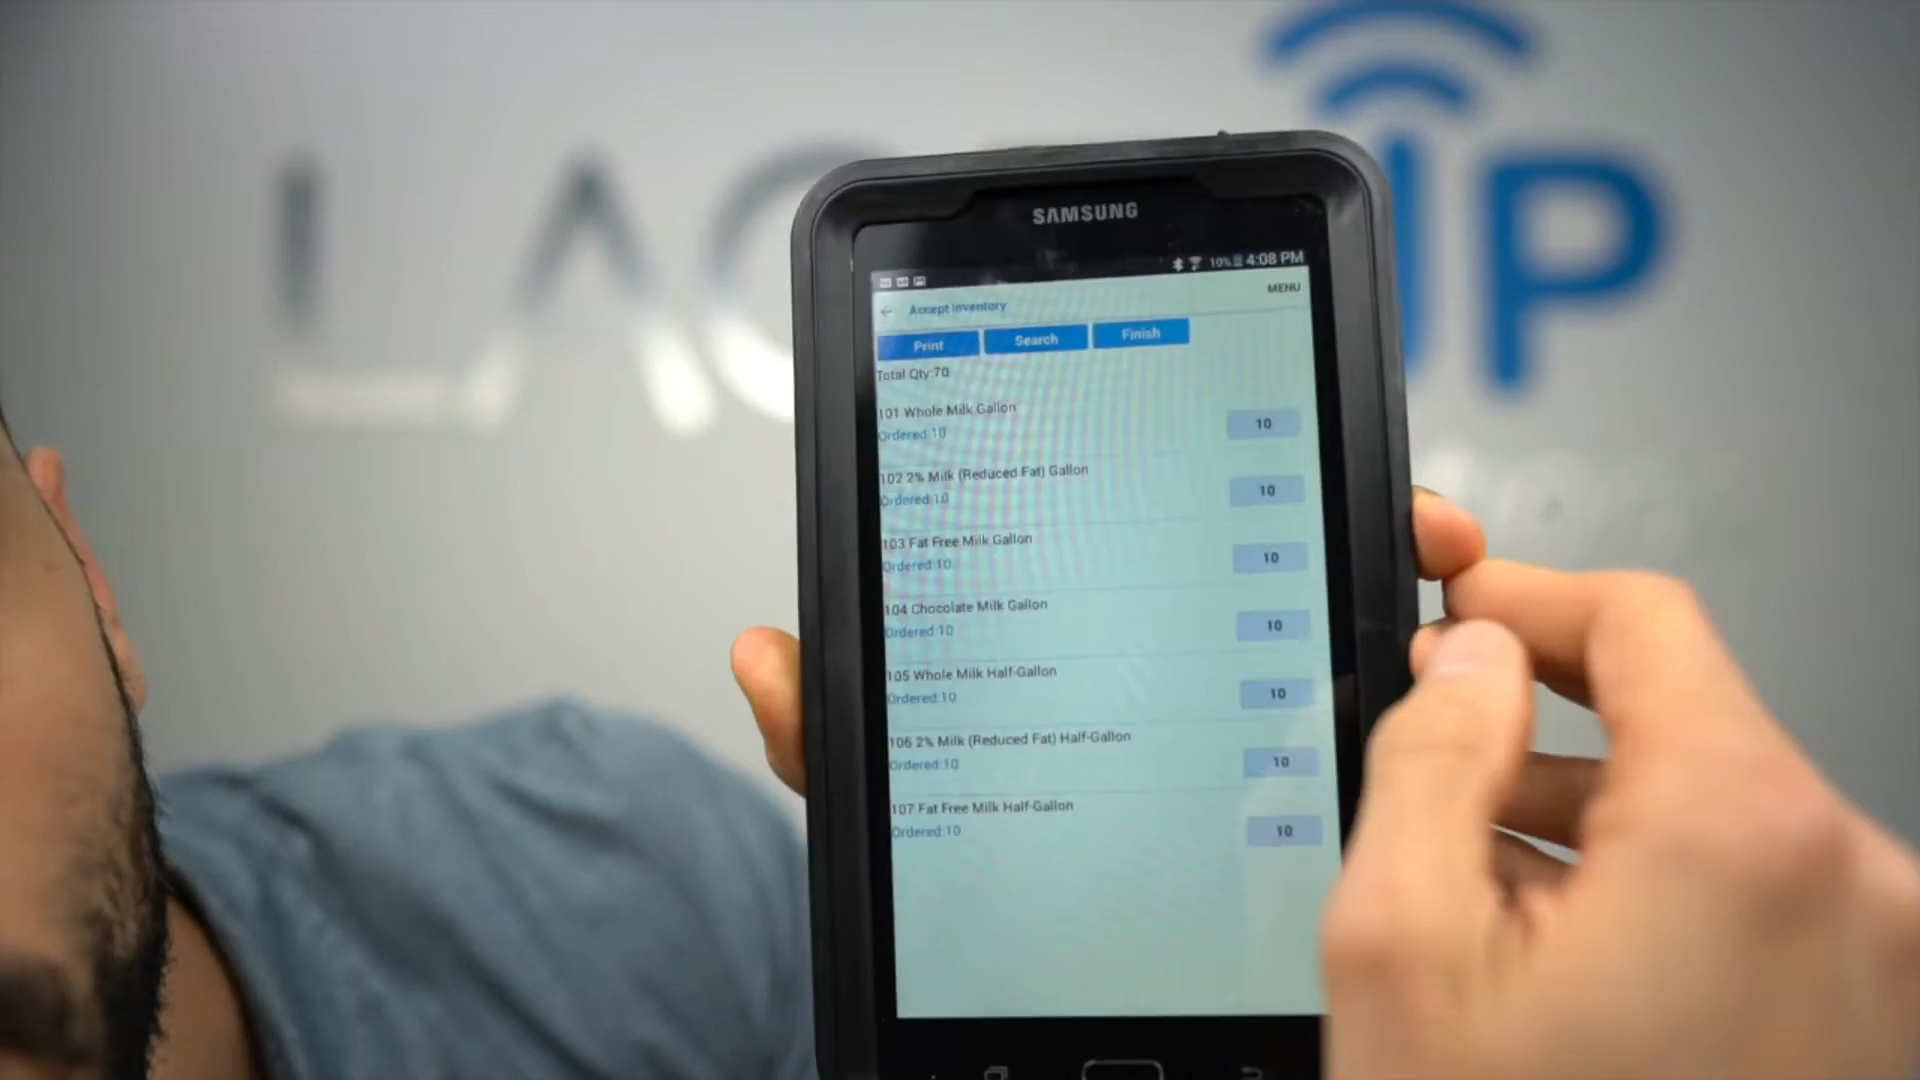 LAC IP
SAMSUNG
10% 4:08 PM
Accept inventory MENU
Print Search Finish
Total Qty:70
101 Whole Milk Gallon
Ordered:10 10
102 2% Milk (Reduced Fat) Gallon
Ordered:10 10
103 Fat Free Milk Gallon
Ordered:10 10
104 Chocolate Milk Gallon
Ordered:10 10
105 Whole Milk Half-Gallon
Ordered:10 10
106 2% Milk (Reduced Fat) Half-Gallon
Ordered:10 10
107 Fat Free Milk Half-Gallon
Ordered:10 10